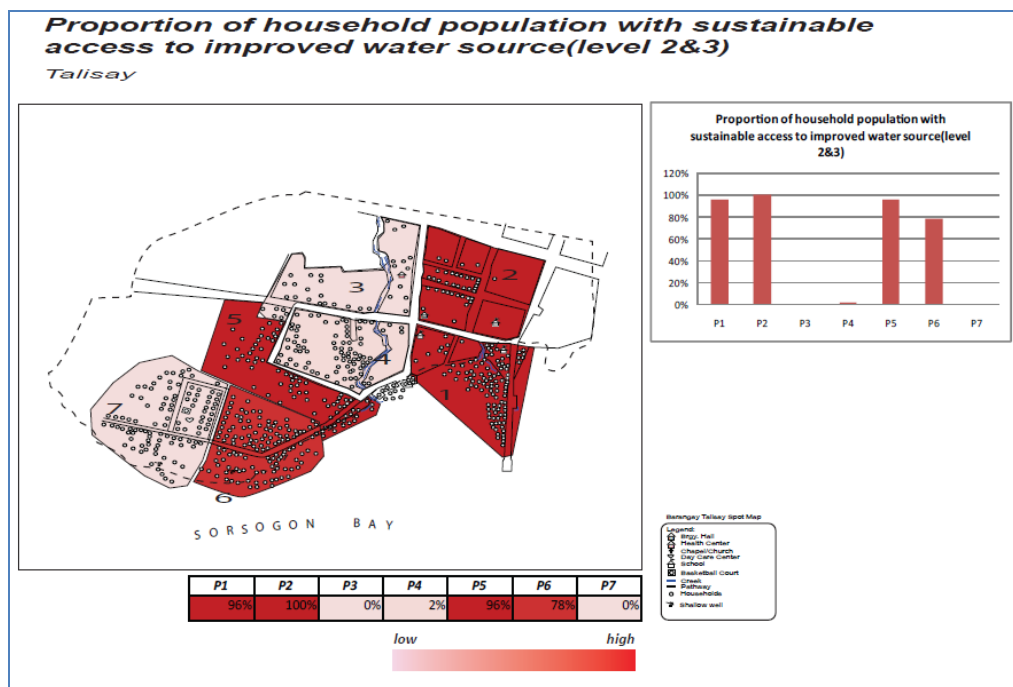 Proportion of household population with sustainable
access to improved water source(level 2&3)
Talisay
Proportion of household population with
sustainable access to improved water source(level
2&3)
120%
100%
80%
60%
40%
20%
0%
P1 P2 P3 P4 P5 P6 P7
2
3
5
4
1
7
6
SORSOGON BAY
Barangay Talisay Spot Map
Legend:
Brgy. Hall
Health Center
Chapel/Church
Day Care Center
School
Basketball Court
Creek
Pathway
Households
Shallow well
P1 P2 P3 P4 P5 P6 P7
96% 100% 0% 2% 96% 78% 0%
low high